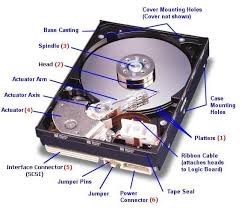 Cover Mounting Holes
(Cover not shown)
Base Casting
Spindle (3)
Head (2)
Actuator Arm
Actuator Axis
Actuator (4)
Case
Mounting
Holes
Platters (1)
Ribbon Cable
(attaches heads
to Logic Board)
Interface Connector (5)
(SCSI)
Jumper Pins
Jumper
Power
Connector (6)
Tape Seal